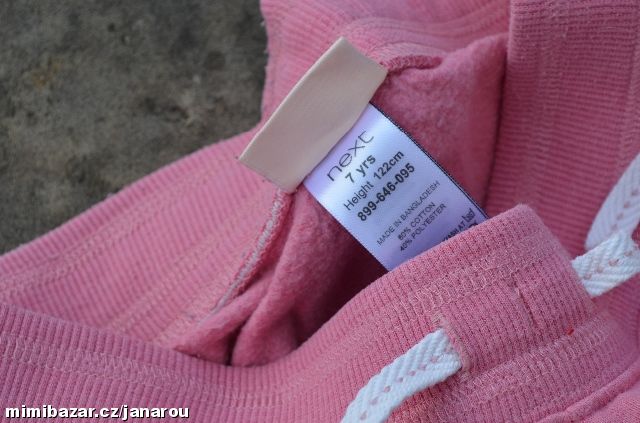 next
7 yrs
Height 122cm
899-646-095
MADE IN BANGLADESH
60% COTTON
40% POLYESTER
mimibazar.cz/janarou